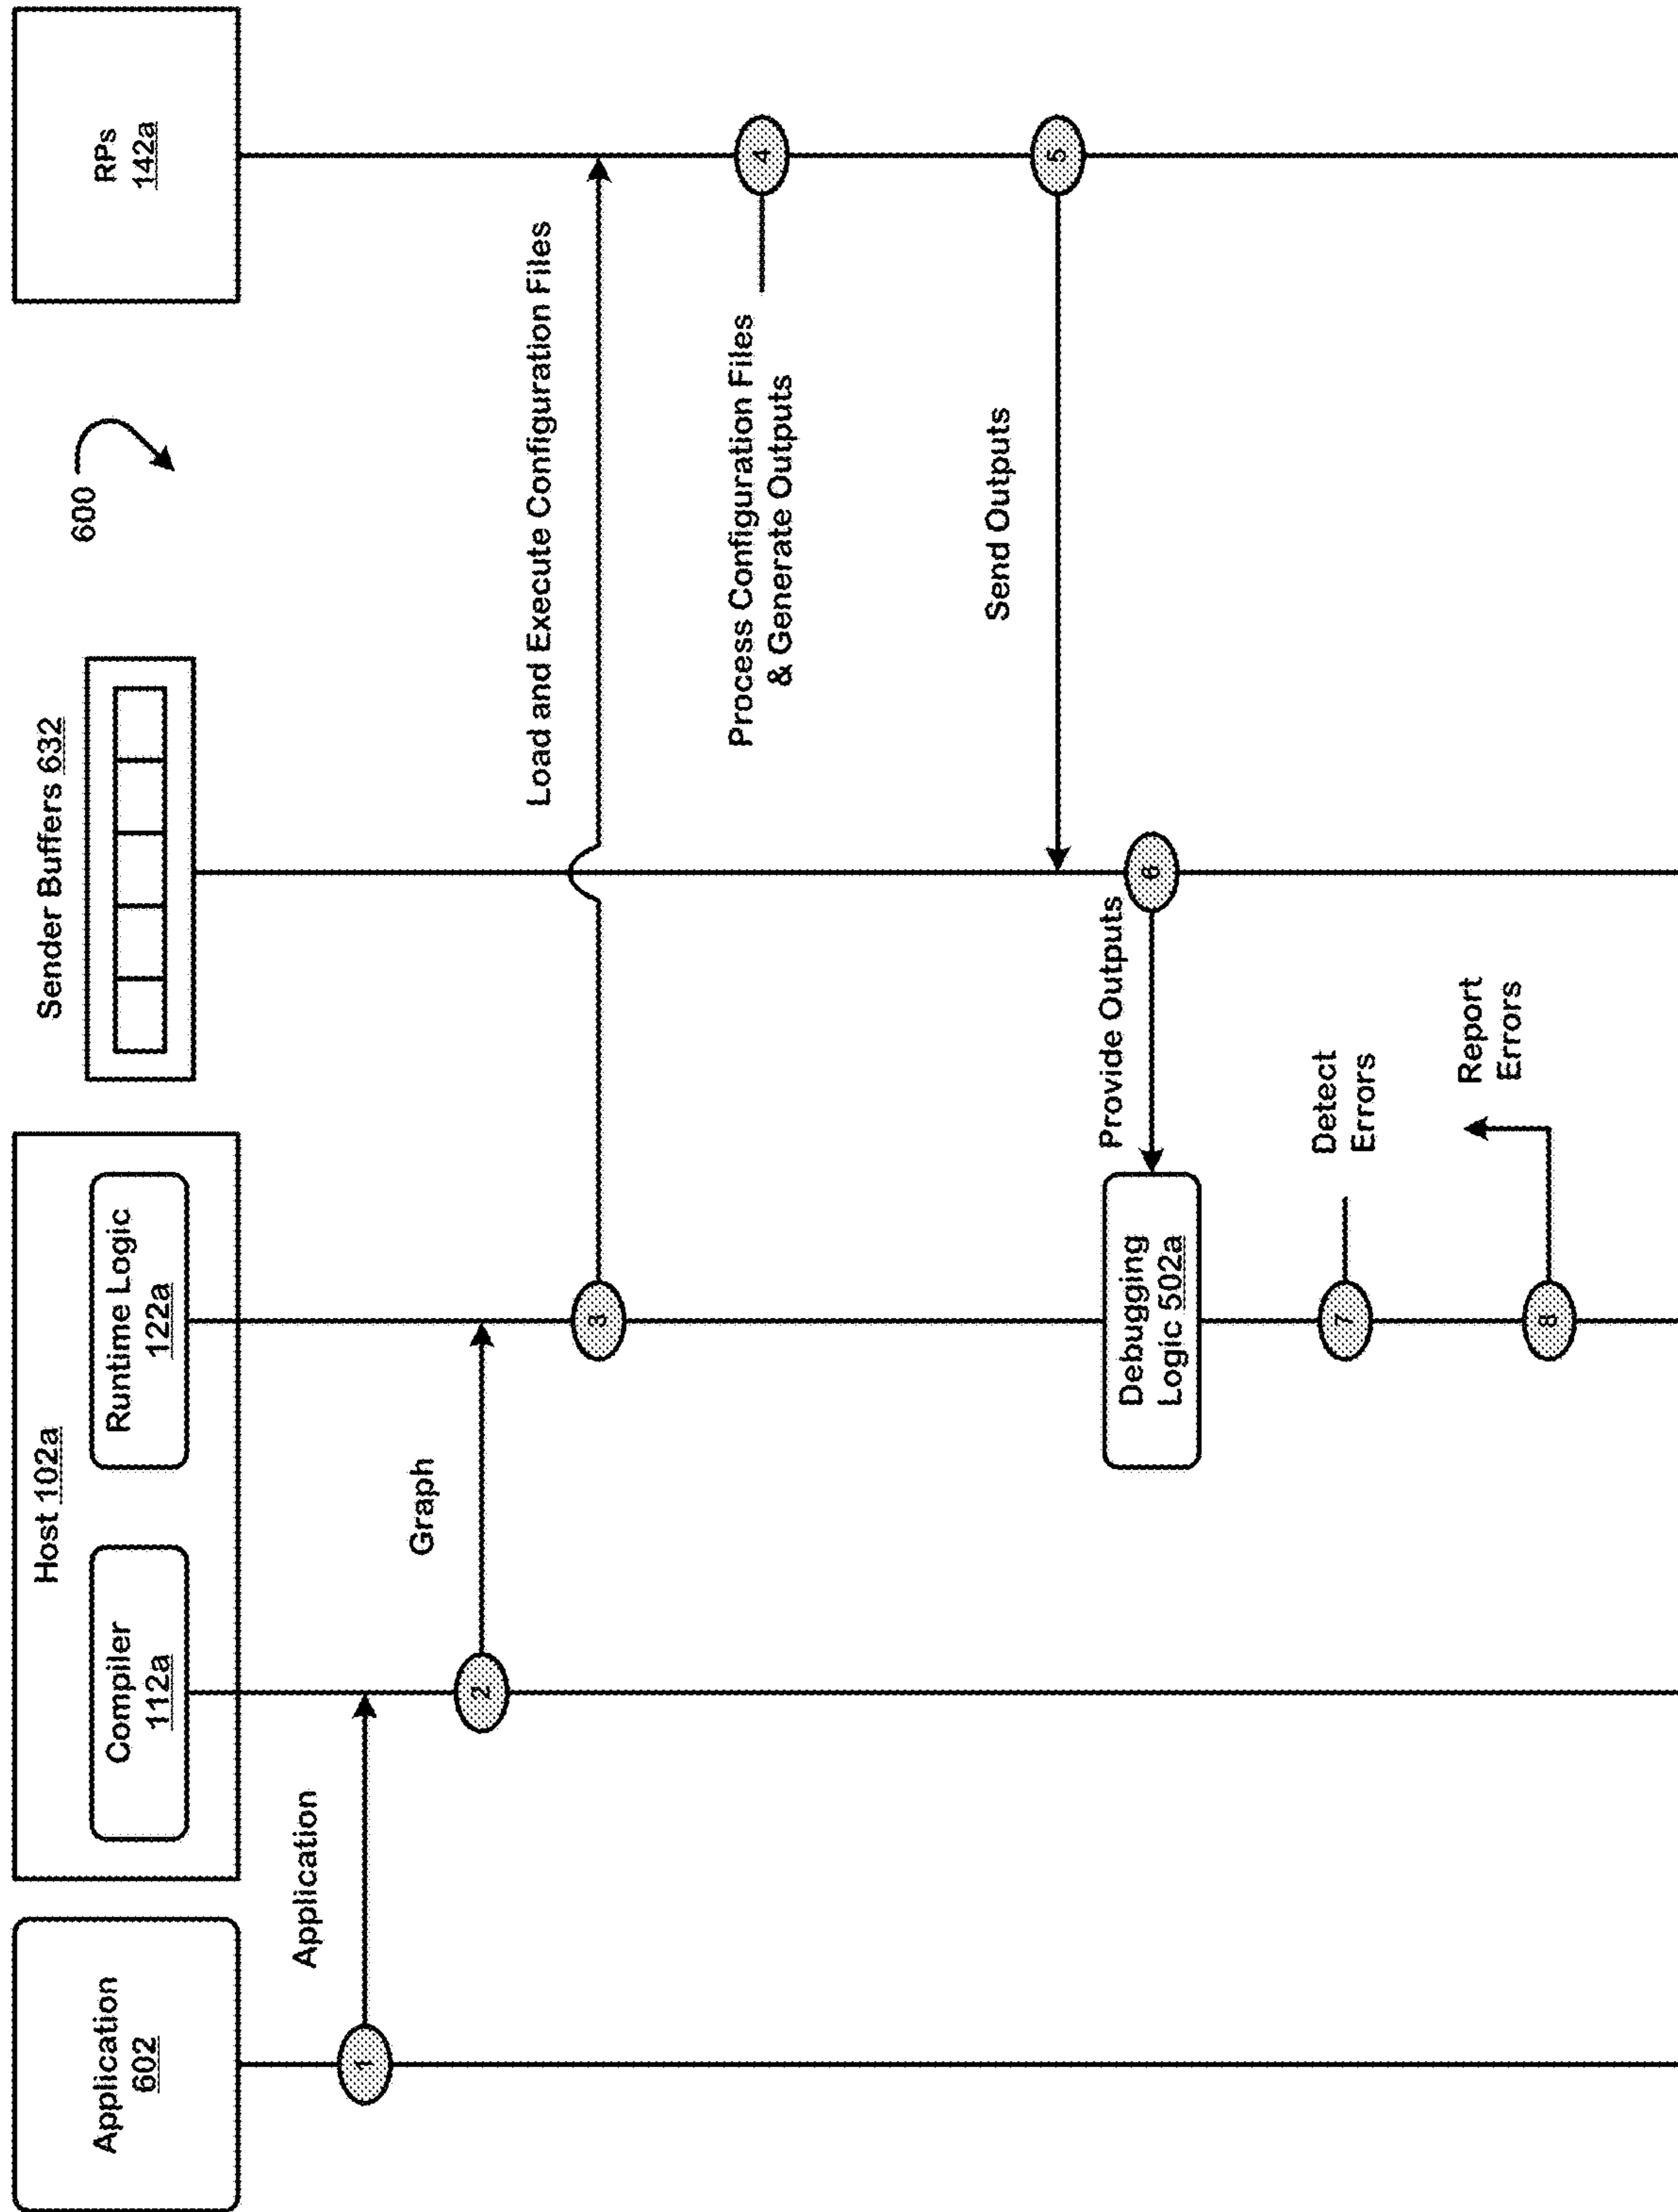 Application
602
Host 102a
Compiler
112a
Runtime Logic
122a
Sender Buffers 632
600
RPs
142a
Application
1
Graph
2
Load and Execute Configuration Files
3
Process Configuration Files
& Generate Outputs
4
Send Outputs
5
Provide Outputs
6
Debugging
Logic 502a
Detect
Errors
7
Report
Errors
8